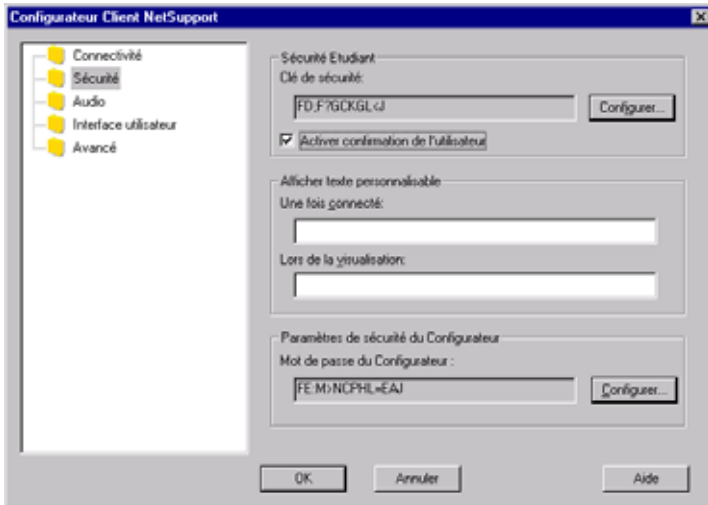 Configurateur Client NetSupport
Connectivité
Sécurité
Audio
Interface utilisateur
Avancé
Sécurité Etudiant
Clé de sécurité:
FD;F?GCKGL<J
Configurer...
Activer confirmation de l'utilisateur
Afficher texte personnalisable
Une fois connecté:
Lors de la visualisation:
Paramètres de sécurité du Configurateur
Mot de passe du Configurateur :
FE:M>NCPHL=EAJ
Configurer...
OK
Annuler
Aide